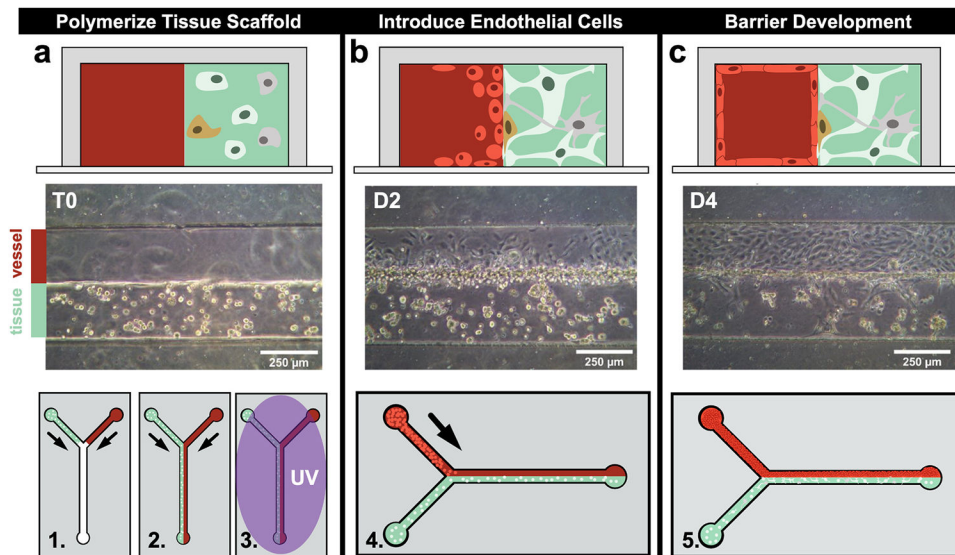 Polymerize Tissue Scaffold
Introduce Endothelial Cells
Barrier Development
a
b
c
T0
D2
D4
vessel
tissue
250 µm
250 µm
250 µm
UV
1.
2.
3.
4.
5.